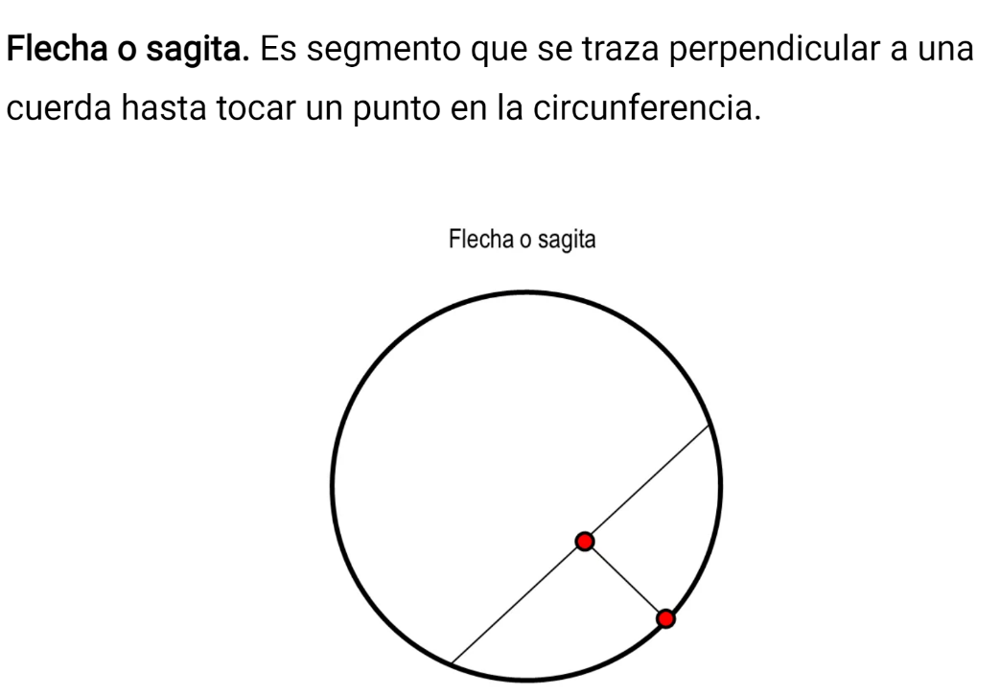 Flecha o sagita. Es segmento que se traza perpendicular a una
cuerda hasta tocar un punto en la circunferencia.
Flecha o sagita